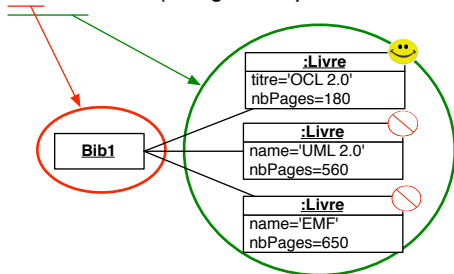 :Livre
titre='OCL 2.0'
nbPages=180
Bib1
:Livre
name='UML 2.0'
nbPages=560
:Livre
name='EMF'
nbPages=650